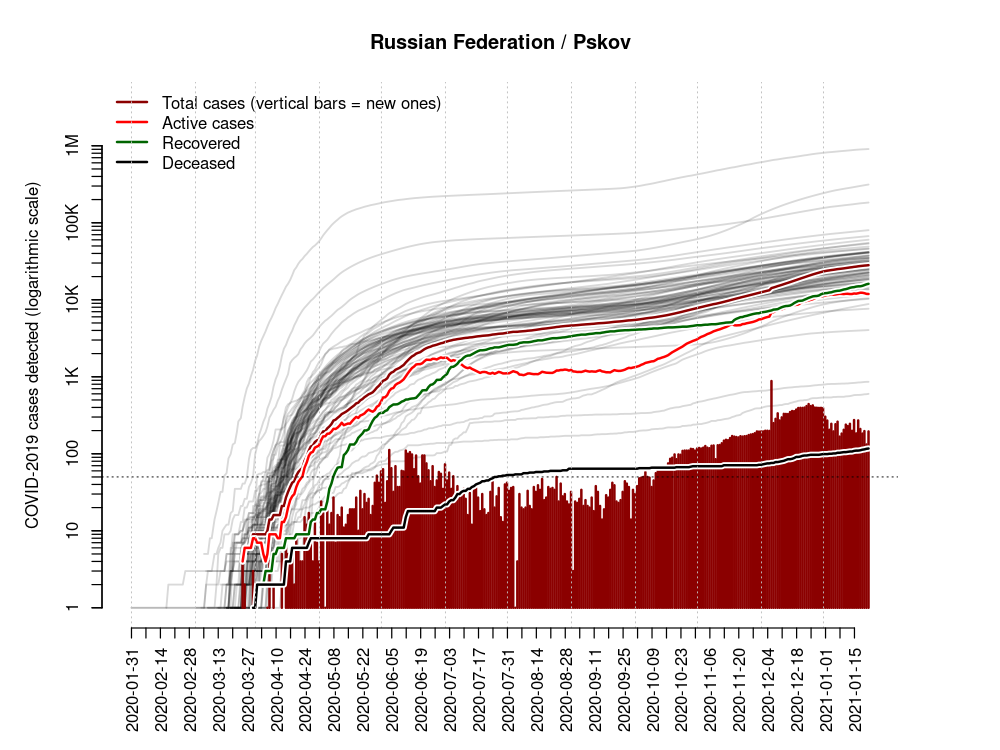 Russian Federation / Pskov
Total cases (vertical bars = new ones)
Active cases
Recovered
Deceased
COVID-2019 cases detected (logarithmic scale)
1M
100K
10K
1K
100
10
1
2020-01-31
2020-02-14
2020-02-28
2020-03-13
2020-03-27
2020-04-10
2020-04-24
2020-05-08
2020-05-22
2020-06-05
2020-06-19
2020-07-03
2020-07-17
2020-07-31
2020-08-14
2020-08-28
2020-09-11
2020-09-25
2020-10-09
2020-10-23
2020-11-06
2020-11-20
2020-12-04
2020-12-18
2021-01-01
2021-01-15